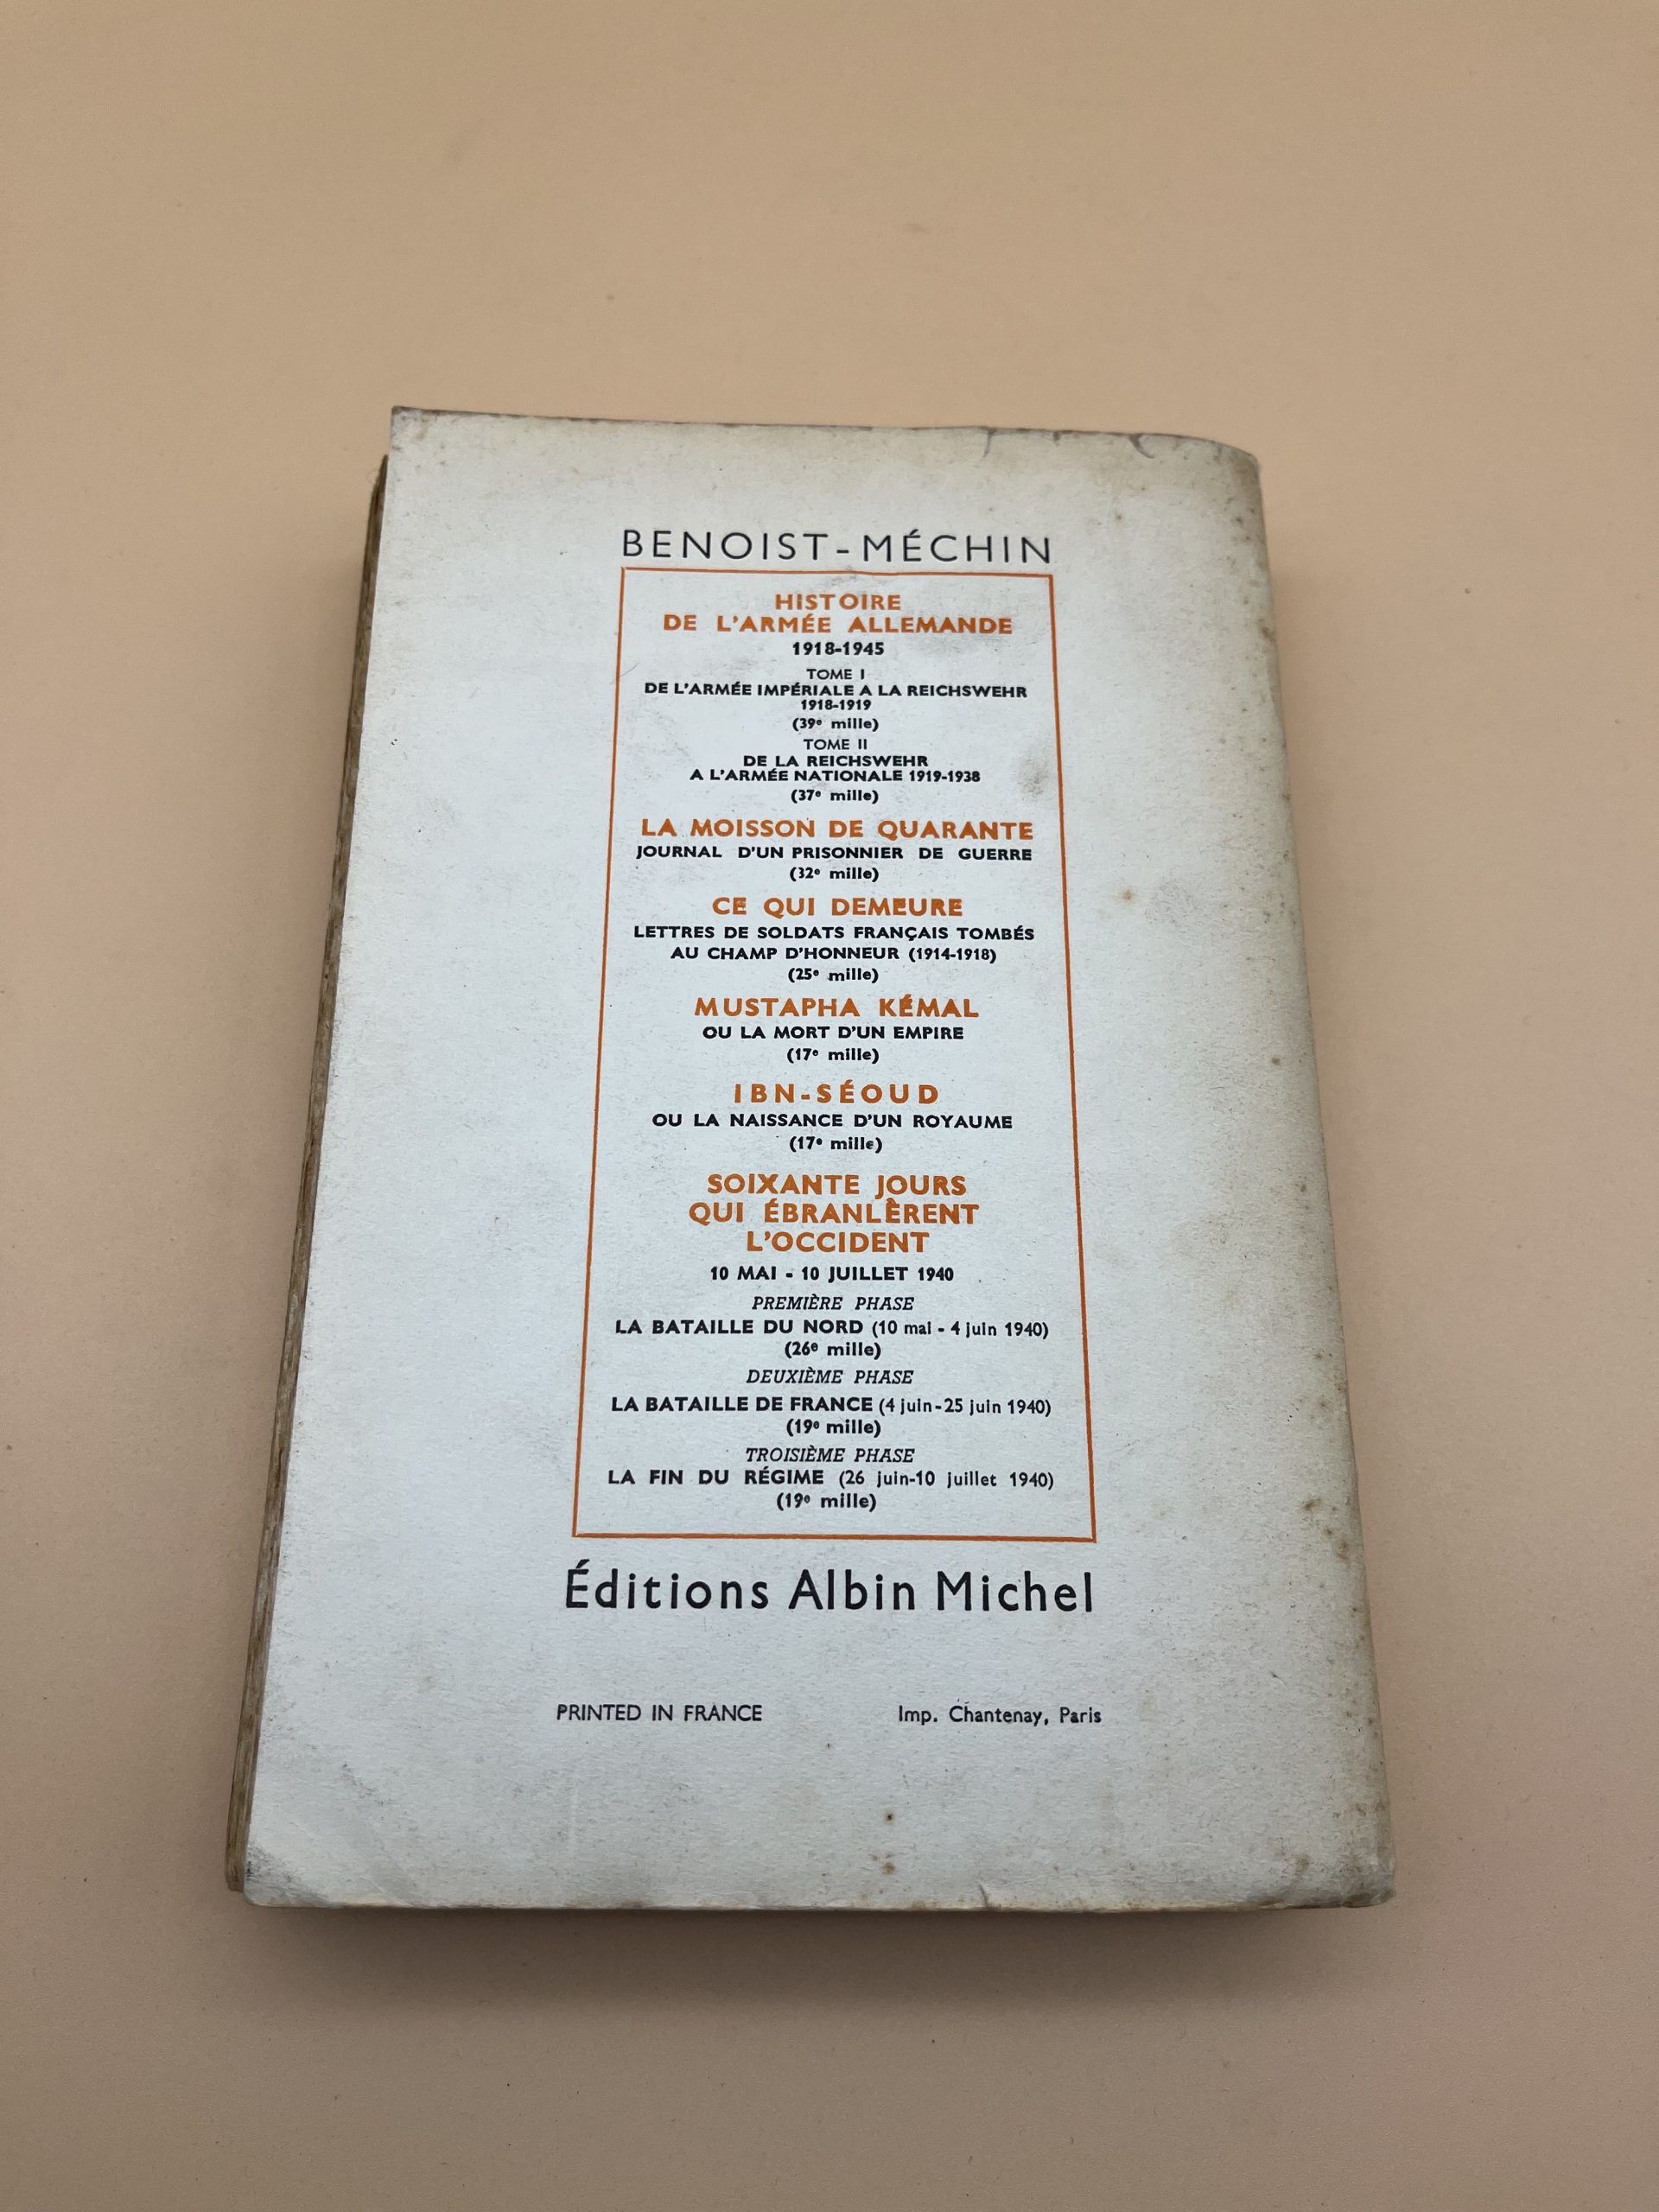 BENOIST-MÉCHIN
HISTOIRE
DE L'ARMÉE ALLEMANDE
1918-1945
TOME I
DE L'ARMÉE IMPÉRIALE A LA REICHSWEHR
1918-1919
(39e mille)
TOME II
DE LA REICHSWEHR
A L'ARMÉE NATIONALE 1919-1938
(37e mille)
LA MOISSON DE QUARANTE
JOURNAL D'UN PRISONNIER DE GUERRE
(32e mille)
CE QUI DEMEURE
LETTRES DE SOLDATS FRANÇAIS TOMBÉS
AU CHAMP D'HONNEUR (1914-1918)
(25e mille)
MUSTAPHA KÉMAL
OU LA MORT D'UN EMPIRE
(17e mille)
IBN-SÉOUD
OU LA NAISSANCE D'UN ROYAUME
(17e mille)
SOIXANTE JOURS
QUI ÉBRANLÈRENT
L'OCCIDENT
10 MAI - 10 JUILLET 1940
PREMIÈRE PHASE
LA BATAILLE DU NORD (10 mai - 4 juin 1940)
(26e mille)
DEUXIÈME PHASE
LA BATAILLE DE FRANCE (4 juin-25 juin 1940)
(19e mille)
TROISIÈME PHASE
LA FIN DU RÉGIME (26 juin-10 juillet 1940)
(19e mille)
Éditions Albin Michel
PRINTED IN FRANCE Imp. Chantenay, Paris